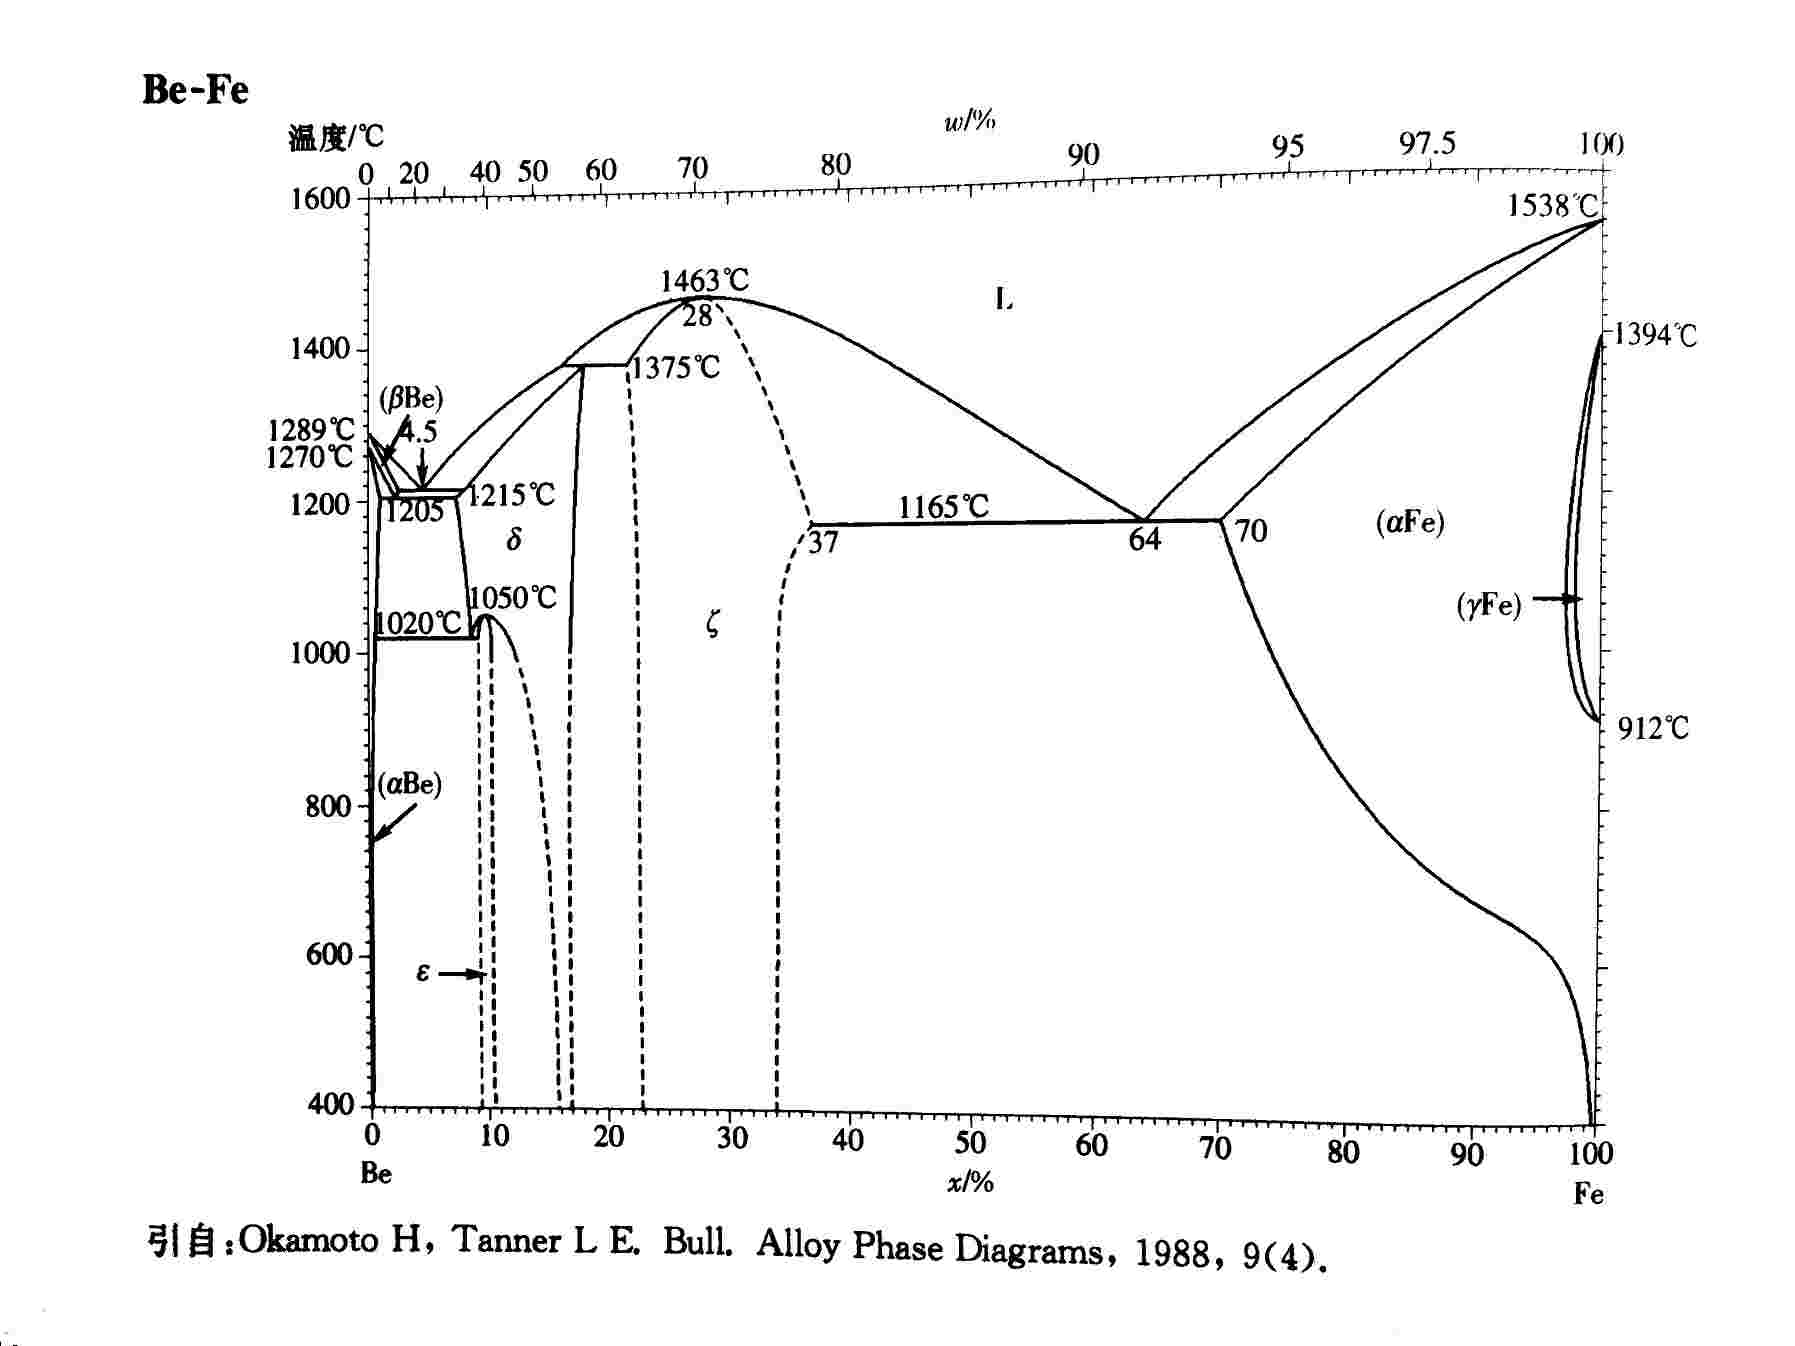 Be-Fe
温度/℃
w/%
0 20 40 50 60 70 80 90 95 97.5 100
1600
1538℃
1463℃
L
28
1400
1394℃
1375℃
(βBe)
1289℃
4.5
1270℃
1215℃
1200
1205
1165℃
δ
37
64
70
(αFe)
1050℃
(γFe)
1020℃
ζ
1000
912℃
(αBe)
800
600
ε
400
0 10 20 30 40 50 60 70 80 90 100
Be
x/%
Fe
引自:Okamoto H, Tanner L E. Bull. Alloy Phase Diagrams, 1988, 9(4).